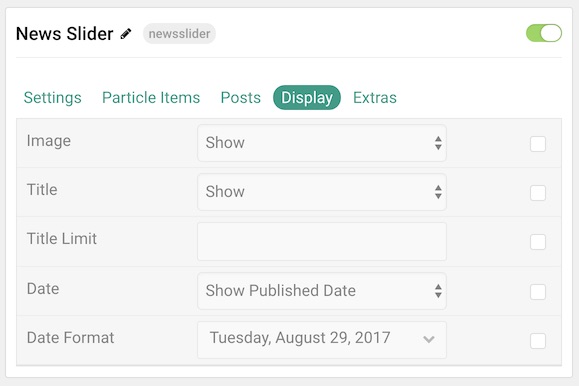 News Slider newsslider
Settings Particle Items Posts Display Extras
Image Show
Title Show
Title Limit
Date Show Published Date
Date Format Tuesday, August 29, 2017